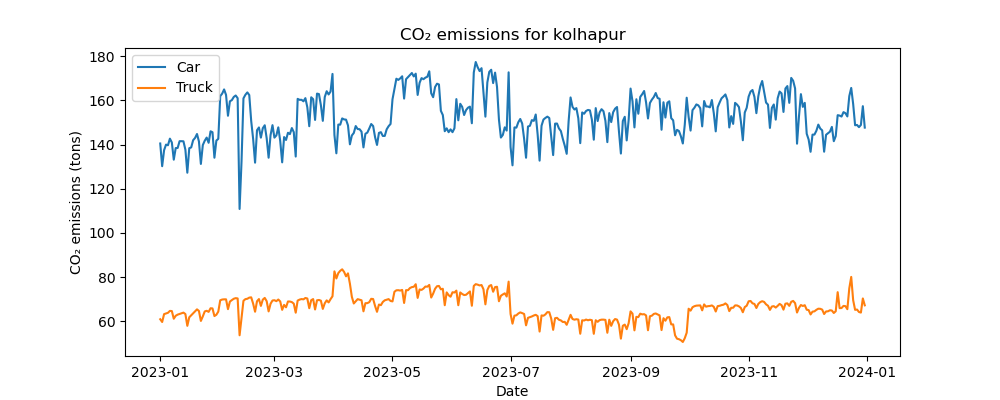 CO₂ emissions for kolhapur
Car
Truck
CO₂ emissions (tons)
180
160
140
120
100
80
60
2023-01 2023-03 2023-05 2023-07 2023-09 2023-11 2024-01
Date